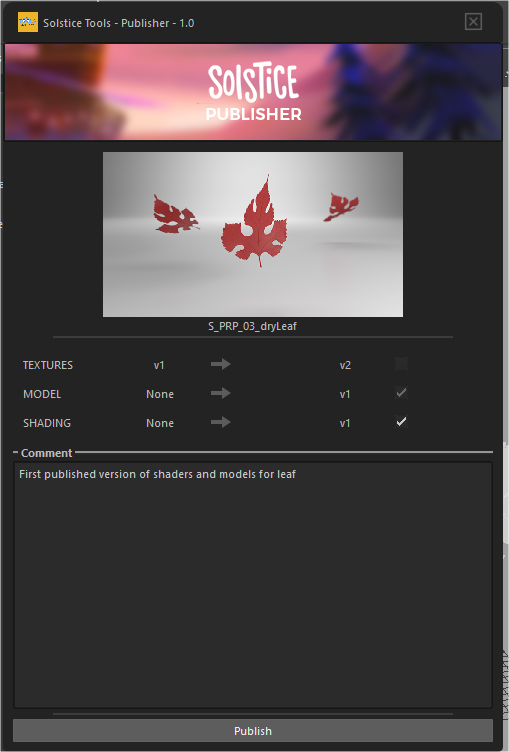 Solstice Tools - Publisher - 1.0
SOLSTICE
PUBLISHER
S_PRP_03_dryLeaf
TEXTURES v1 v2
MODEL None v1
SHADING None v1
Comment
First published version of shaders and models for leaf
Publish